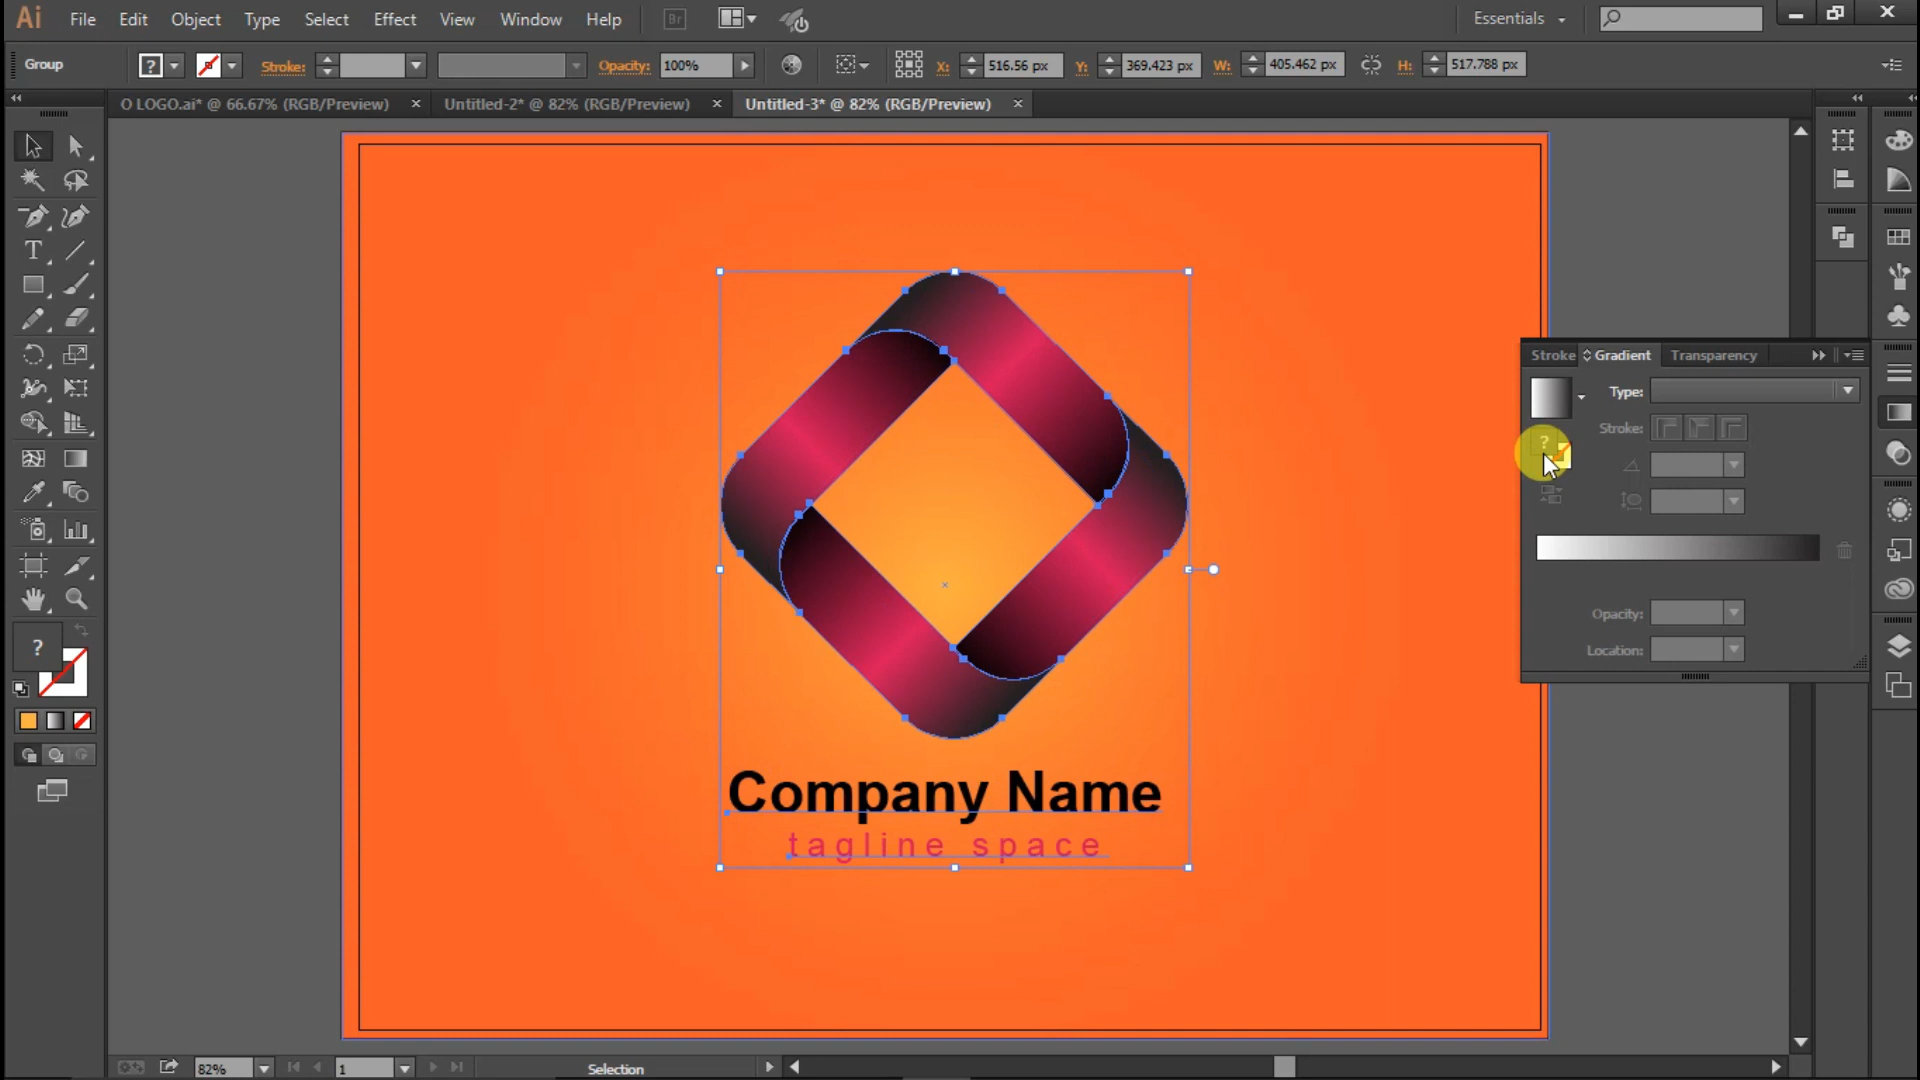 Ai File Edit Object Type Select Effect View Window Help Br Essentials
Group ? Stroke: Opacity: 100% X: 516.56 px Y: 369.423 px W: 405.462 px H: 517.788 px
O LOGO.ai* @ 66.67% (RGB/Preview) Untitled-2* @ 82% (RGB/Preview) Untitled-3* @ 82% (RGB/Preview)
Stroke Gradient Transparency
Type:
Stroke:
?
Opacity:
Location:
?
Company Name
tagline space
82% 1 Selection